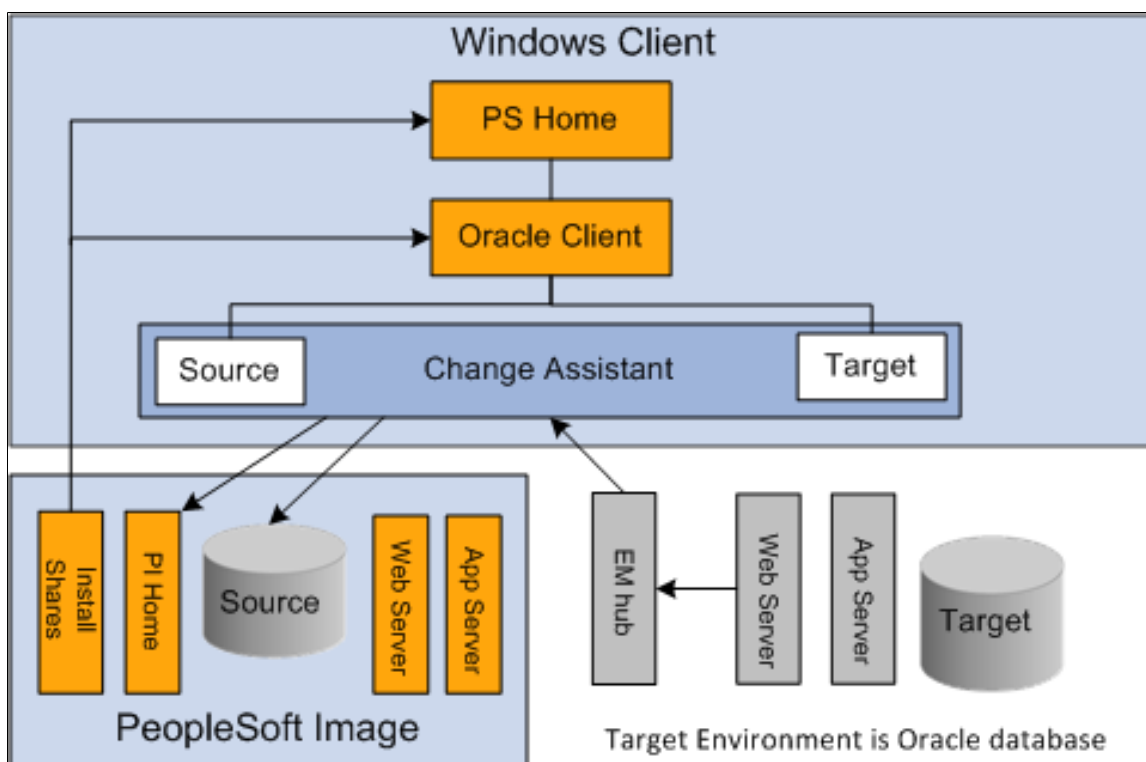 Windows Client
PS Home
Oracle Client
Source
Change Assistant
Target
Install
Shares
PI Home
Source
Web Server
App Server
PeopleSoft Image
EM hub
Web Server
App Server
Target
Target Environment is Oracle database